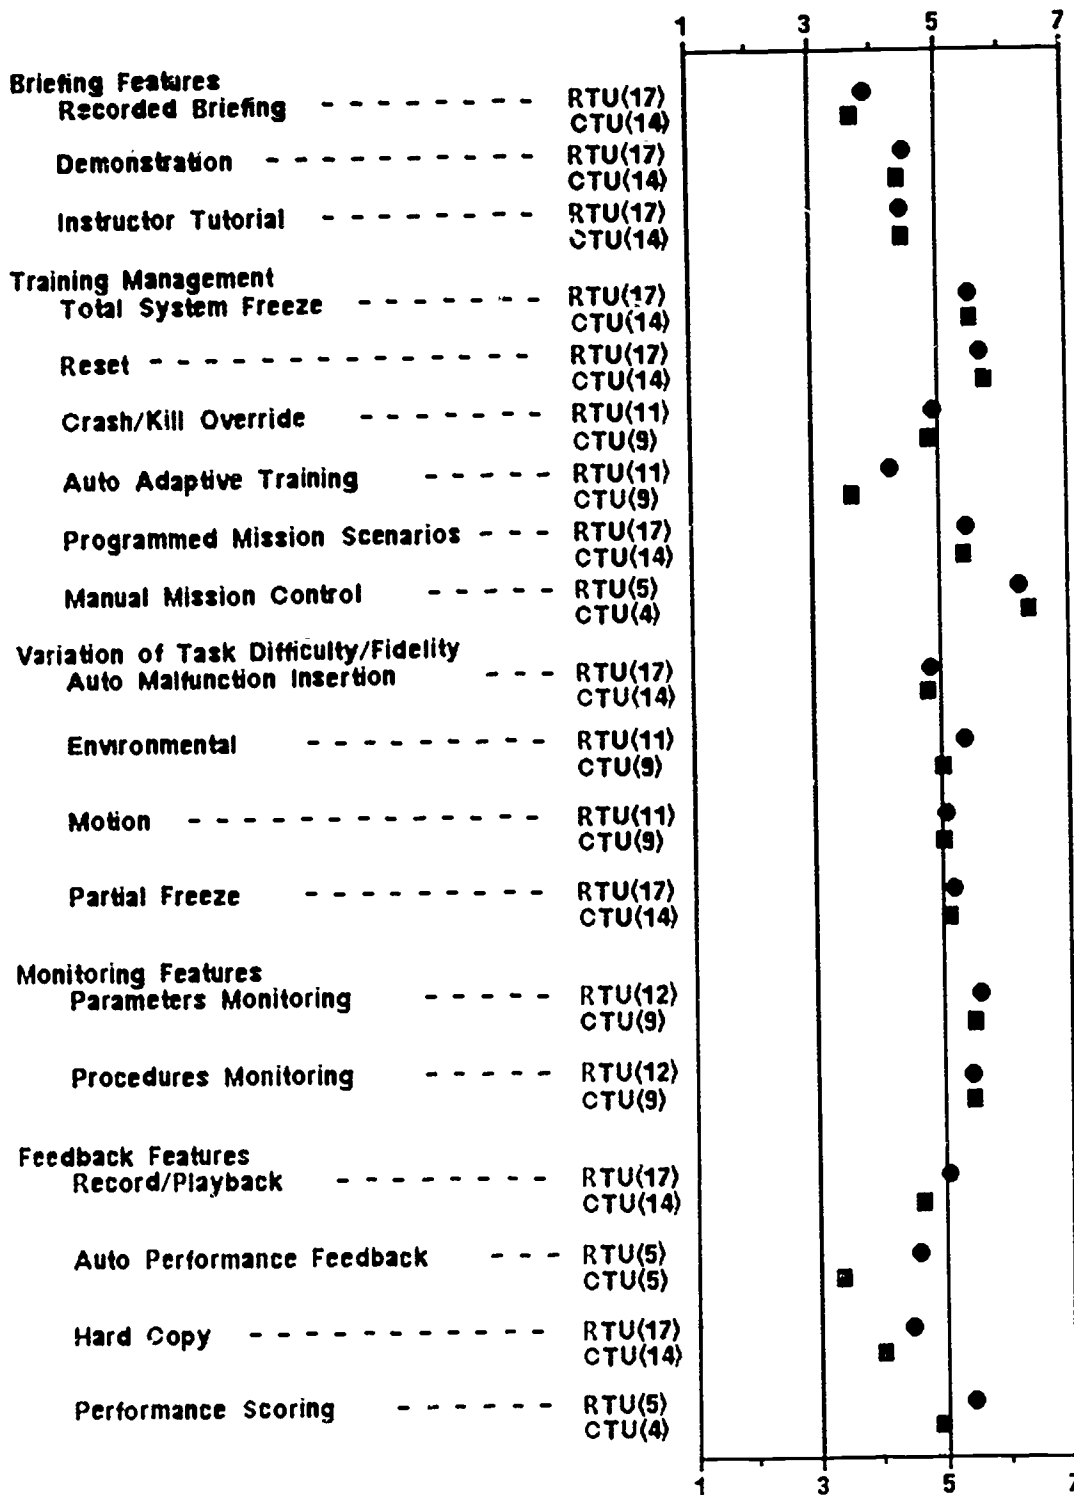 1 3 5 7
Briefing Features
Recorded Briefing - - - - - - - - RTU(17)
CTU(14)
Demonstration - - - - - - - - - - RTU(17)
CTU(14)
Instructor Tutorial - - - - - - - - RTU(17)
CTU(14)
Training Management
Total System Freeze - - - - - - - RTU(17)
CTU(14)
Reset - - - - - - - - - - - - - - RTU(17)
CTU(14)
Crash/Kill Override - - - - - - - RTU(11)
CTU(9)
Auto Adaptive Training - - - - - RTU(11)
CTU(9)
Programmed Mission Scenarios - - - RTU(17)
CTU(14)
Manual Mission Control - - - - - RTU(5)
CTU(4)
Variation of Task Difficulty/Fidelity
Auto Malfunction Insertion - - - RTU(17)
CTU(14)
Environmental - - - - - - - - - RTU(11)
CTU(9)
Motion - - - - - - - - - - - - - RTU(11)
CTU(9)
Partial Freeze - - - - - - - - - RTU(17)
CTU(14)
Monitoring Features
Parameters Monitoring - - - - - RTU(12)
CTU(9)
Procedures Monitoring - - - - - RTU(12)
CTU(9)
Feedback Features
Record/Playback - - - - - - - - RTU(17)
CTU(14)
Auto Performance Feedback - - - RTU(5)
CTU(5)
Hard Copy - - - - - - - - - - - RTU(17)
CTU(14)
Performance Scoring - - - - - - RTU(5)
CTU(4)
1 3 5 7